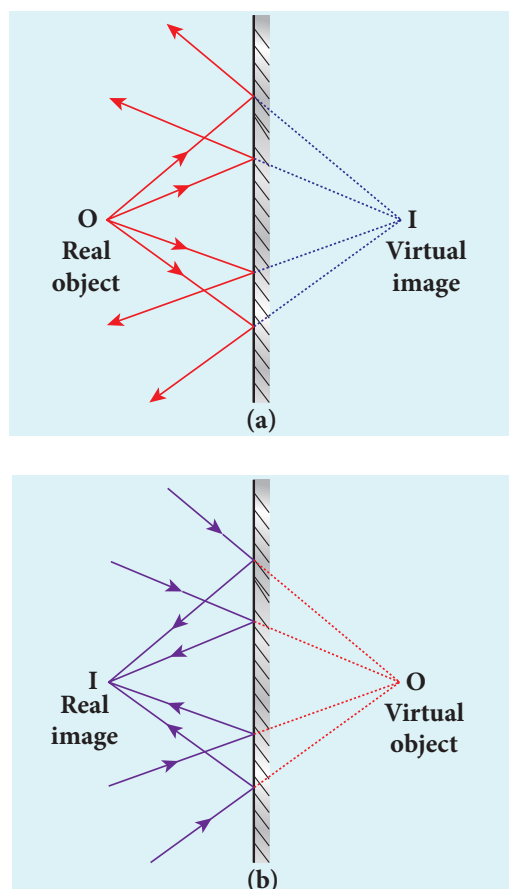 O
Real
object
I
Virtual
image
(a)
I
Real
image
O
Virtual
object
(b)